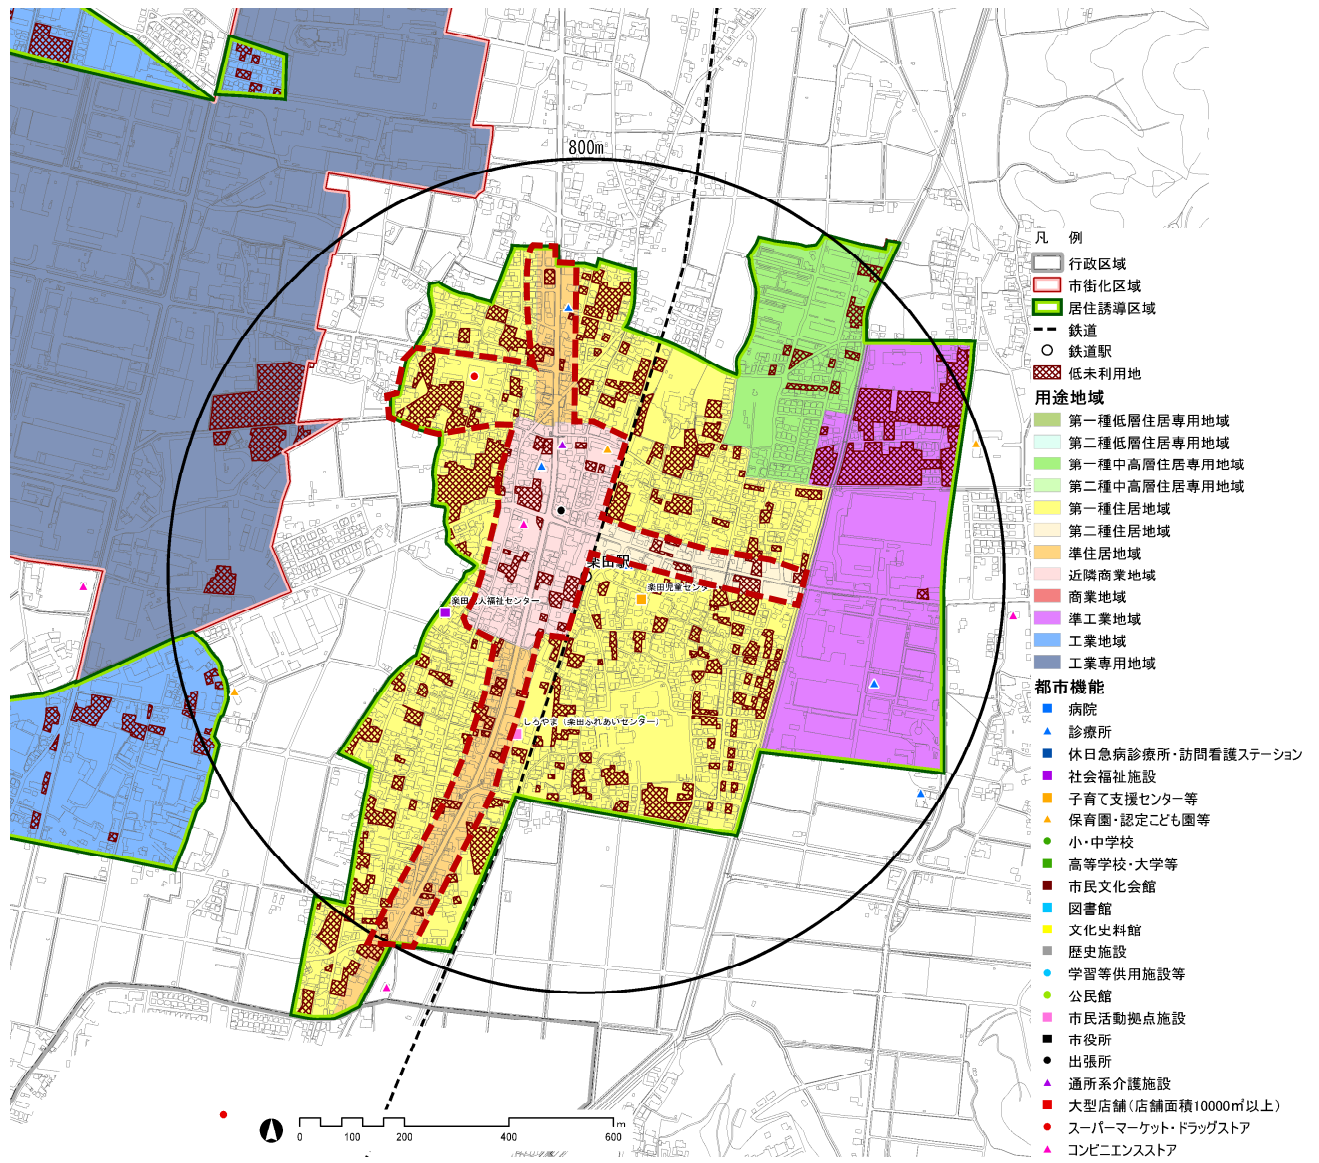 800m
楽田駅
楽田児童センター
楽田老人福祉センター
しろやま（楽田ふれあいセンター）
凡　例
行政区域
市街化区域
居住誘導区域
鉄道
鉄道駅
低未利用地
用途地域
第一種低層住居専用地域
第二種低層住居専用地域
第一種中高層住居専用地域
第二種中高層住居専用地域
第一種住居地域
第二種住居地域
準住居地域
近隣商業地域
商業地域
準工業地域
工業地域
工業専用地域
都市機能
病院
診療所
休日急病診療所・訪問看護ステーション
社会福祉施設
子育て支援センター等
保育園・認定こども園等
小・中学校
高等学校・大学等
市民文化会館
図書館
文化史料館
歴史施設
学習等供用施設等
公民館
市民活動拠点施設
市役所
出張所
通所系介護施設
大型店舗（店舗面積10000㎡以上）
スーパーマーケット・ドラッグストア
コンビニエンスストア
0 100 200 400 600 m